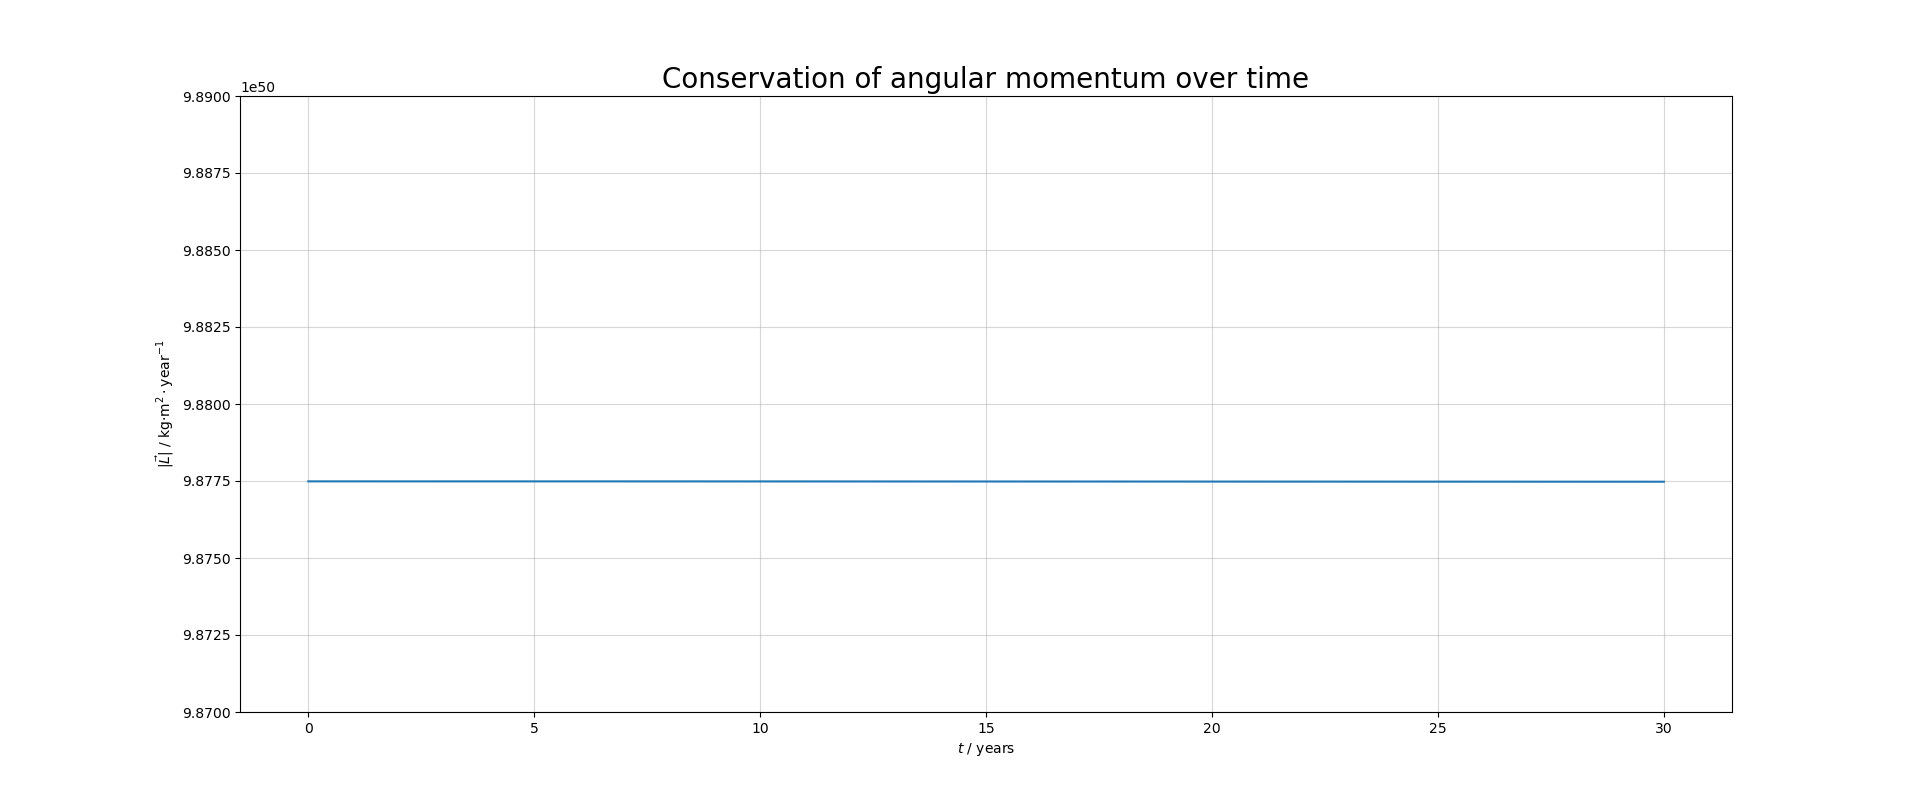 Conservation of angular momentum over time
1e50
9.8900
9.8875
9.8850
9.8825
9.8800
9.8775
9.8750
9.8725
9.8700
|L⃗| / kg·m² · year⁻¹
0 5 10 15 20 25 30
t / years